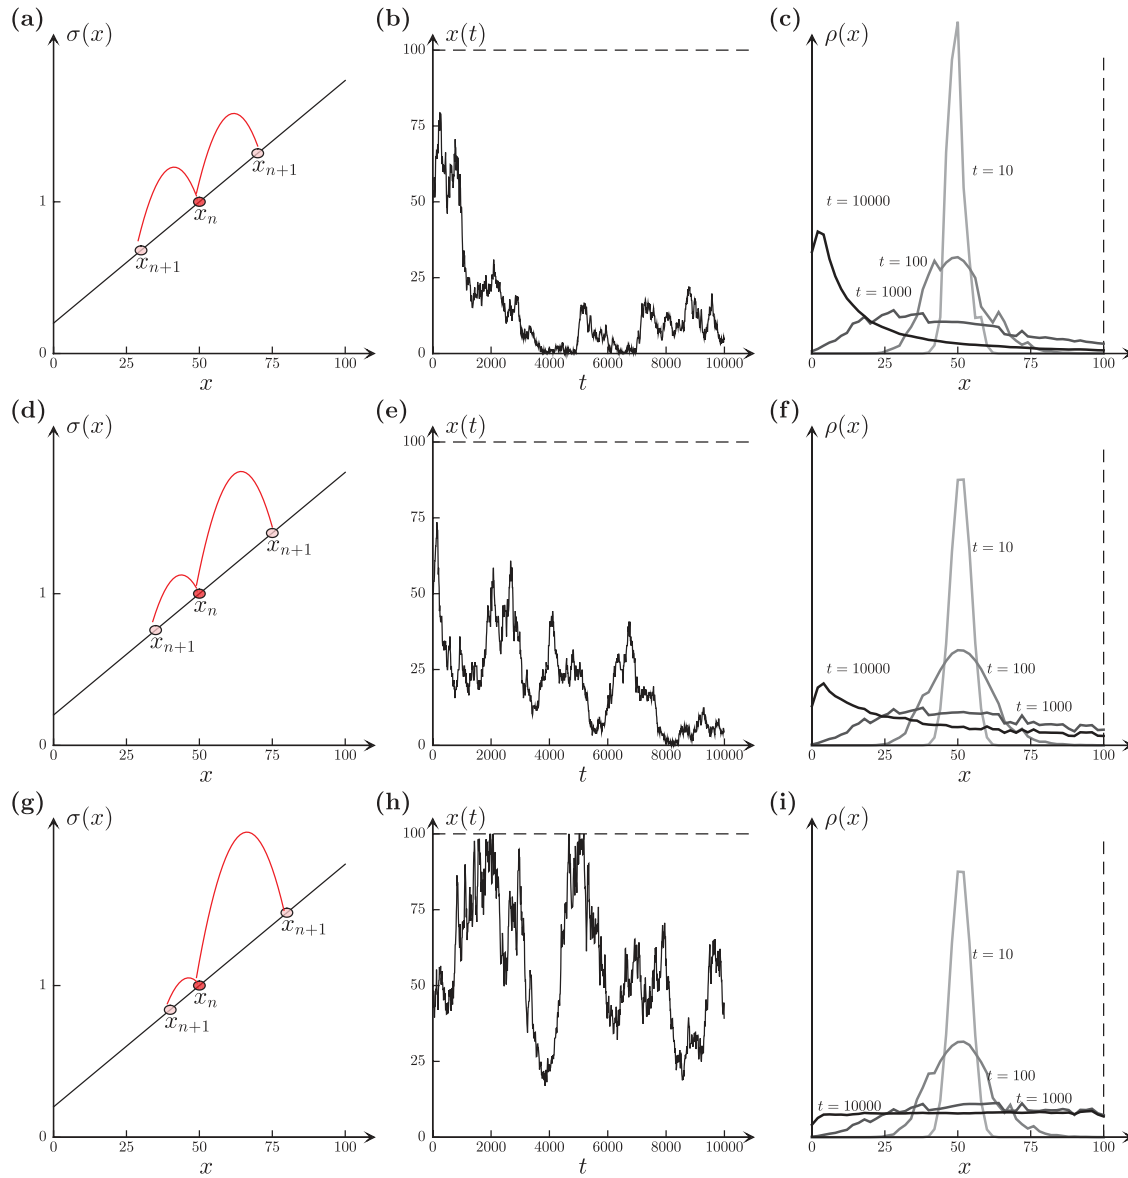 (a) σ(x)
1
0
x_{n+1}
x_n
x_{n+1}
0 25 50 75 100
x
(b) x(t)
100
75
50
25
0
2000 4000 6000 8000 10000
t
(c) ρ(x)
t = 10
t = 10000
t = 100
t = 1000
0 25 50 75 100
x
(d) σ(x)
1
0
x_{n+1}
x_n
x_{n+1}
0 25 50 75 100
x
(e) x(t)
100
75
50
25
0
2000 4000 6000 8000 10000
t
(f) ρ(x)
t = 10
t = 10000
t = 100
t = 1000
0 25 50 75 100
x
(g) σ(x)
1
0
x_{n+1}
x_n
x_{n+1}
0 25 50 75 100
x
(h) x(t)
100
75
50
25
0
2000 4000 6000 8000 10000
t
(i) ρ(x)
t = 10
t = 100
t = 1000
t = 10000
0 25 50 75 100
x